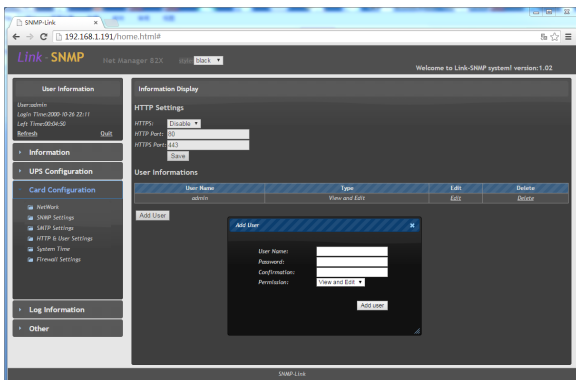 SNMP-Link
192.168.1.191/home.html#
Link - SNMP
Net Manager 82X
black
Welcome to Link-SNMP system! version:1.02
User Information
User:admin
Login Time:2000-10-26 22:11
Left Time:00:04:50
Refresh Quit
Information
UPS Configuration
Card Configuration
NetWork
SNMP Settings
SMTP Settings
HTTP & User Settings
System Time
Firewall Settings
Log Information
Other
Information Display
HTTP Settings
HTTPS: Disable
HTTP Port: 80
HTTPS Port: 443
Save
User Informations
User Name Type Edit Delete
admin View and Edit Edit Delete
Add User
Add User x
User Name:
Password:
Confirmation:
Permission: View and Edit
Add user
SNMP-Link